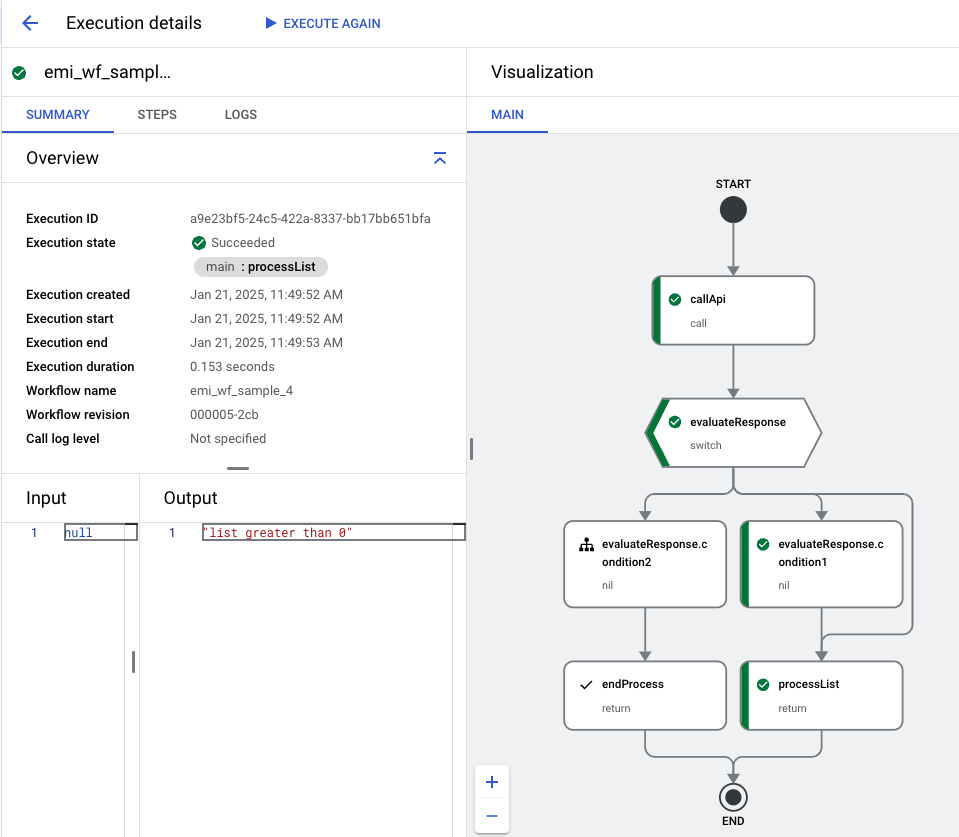 Execution details
EXECUTE AGAIN
emi_wf_sampl...
SUMMARY
STEPS
LOGS
Overview
Execution ID a9e23bf5-24c5-422a-8337-bb17bb651bfa
Execution state Succeeded
main : processList
Execution created Jan 21, 2025, 11:49:52 AM
Execution start Jan 21, 2025, 11:49:52 AM
Execution end Jan 21, 2025, 11:49:53 AM
Execution duration 0.153 seconds
Workflow name emi_wf_sample_4
Workflow revision 000005-2cb
Call log level Not specified
Input
1 null
Output
1 "list greater than 0"
Visualization
MAIN
START
callApi
call
evaluateResponse
switch
evaluateResponse.c
ondition2
nil
evaluateResponse.c
ondition1
nil
endProcess
return
processList
return
END